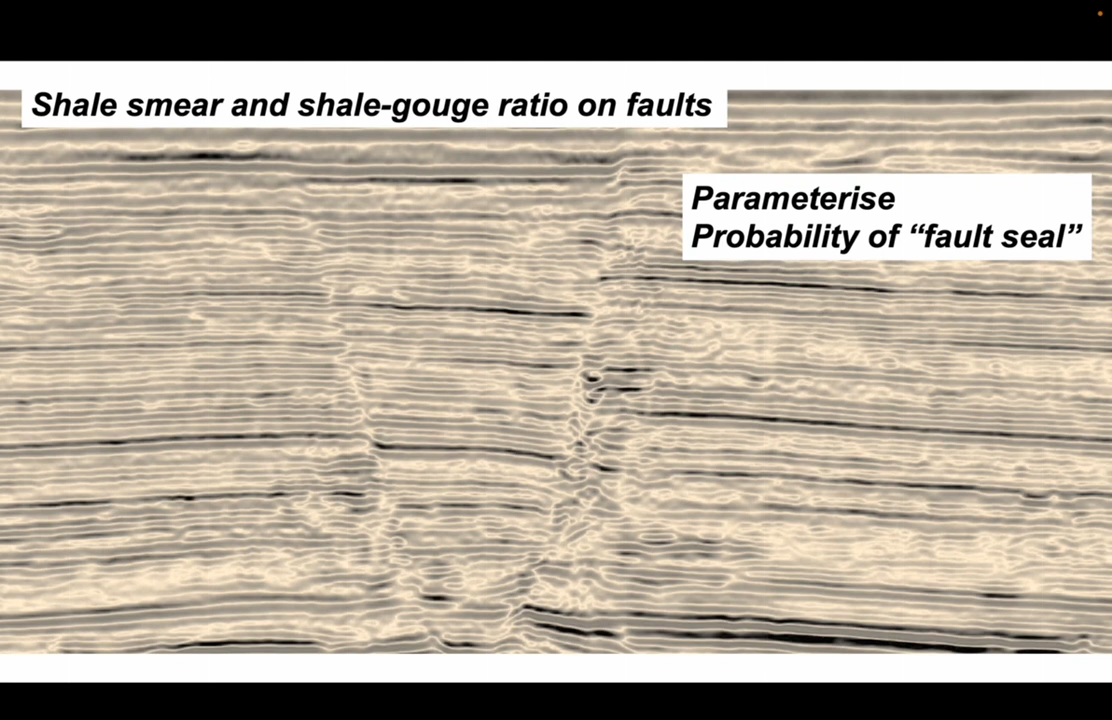 Shale smear and shale-gouge ratio on faults
Parameterise
Probability of “fault seal”